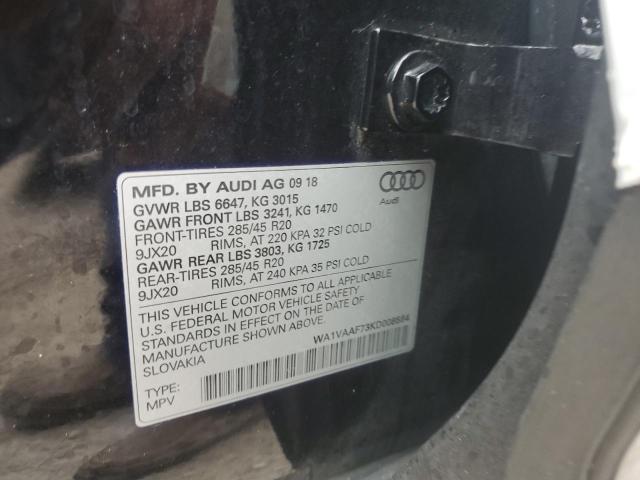 MFD. BY AUDI AG 09 18
GVWR LBS 6647, KG 3015
GAWR FRONT LBS 3241, KG 1470
FRONT-TIRES 285/45 R20
9JX20 RIMS, AT 220 KPA 32 PSI COLD
GAWR REAR LBS 3803, KG 1725
REAR-TIRES 285/45 R20
9JX20 RIMS, AT 240 KPA 35 PSI COLD
Audi
THIS VEHICLE CONFORMS TO ALL APPLICABLE
U.S. FEDERAL MOTOR VEHICLE SAFETY
STANDARDS IN EFFECT ON THE DATE OF
MANUFACTURE SHOWN ABOVE.
SLOVAKIA
WA1VAAF73KD008684
TYPE:
MPV